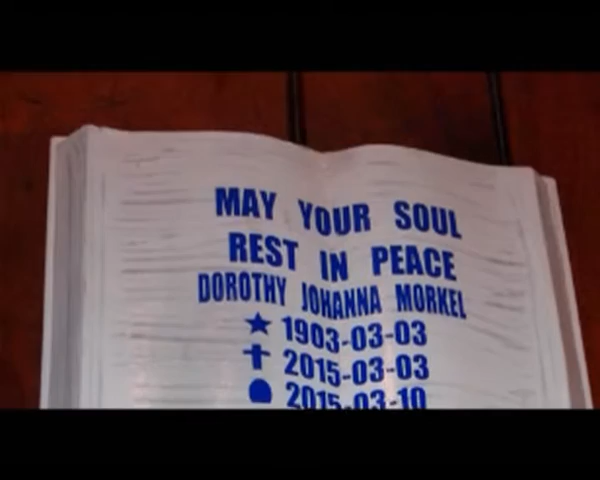 MAY YOUR SOUL
REST IN PEACE
DOROTHY JOHANNA MORKEL
★ 1903-03-03
✝ 2015-03-03
● 2015-03-10